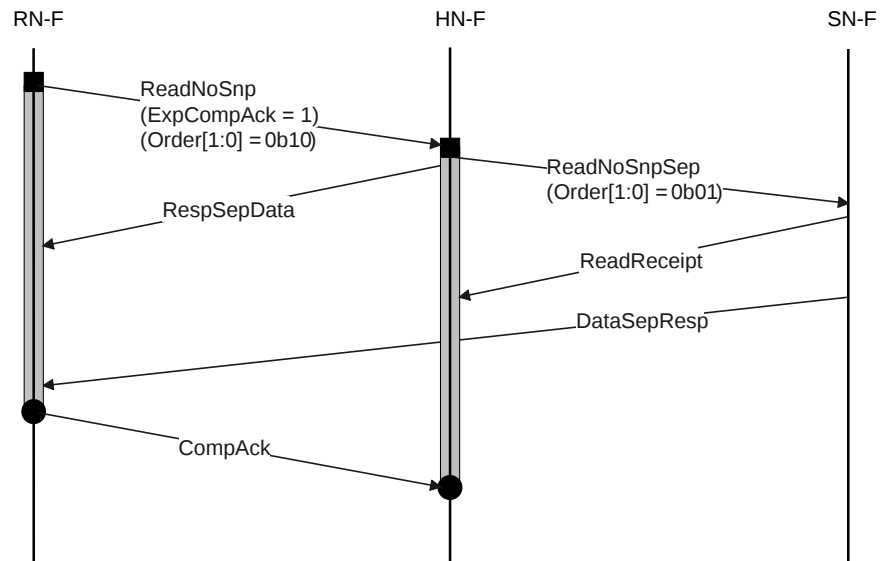 RN-F
HN-F
SN-F
ReadNoSnp
(ExpCompAck = 1)
(Order[1:0] = 0b10)
ReadNoSnpSep
(Order[1:0] = 0b01)
RespSepData
ReadReceipt
DataSepResp
CompAck